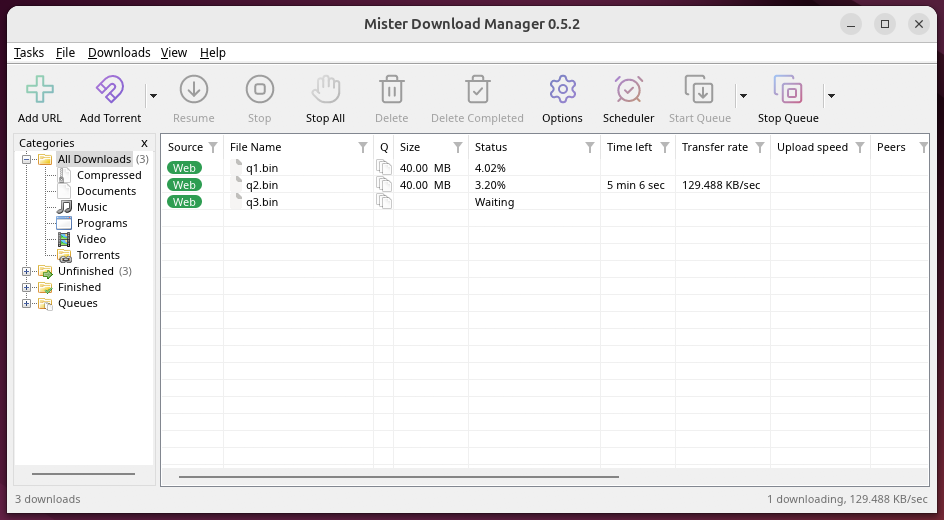 Mister Download Manager 0.5.2
Tasks File Downloads View Help
Add URL Add Torrent Resume Stop Stop All Delete Delete Completed Options Scheduler Start Queue Stop Queue
Categories X
All Downloads (3)
Compressed
Documents
Music
Programs
Video
Torrents
Unfinished (3)
Finished
Queues
Source File Name Q Size Status Time left Transfer rate Upload speed Peers
Web q1.bin 40.00 MB 4.02%
Web q2.bin 40.00 MB 3.20% 5 min 6 sec 129.488 KB/sec
Web q3.bin Waiting
3 downloads 1 downloading, 129.488 KB/sec